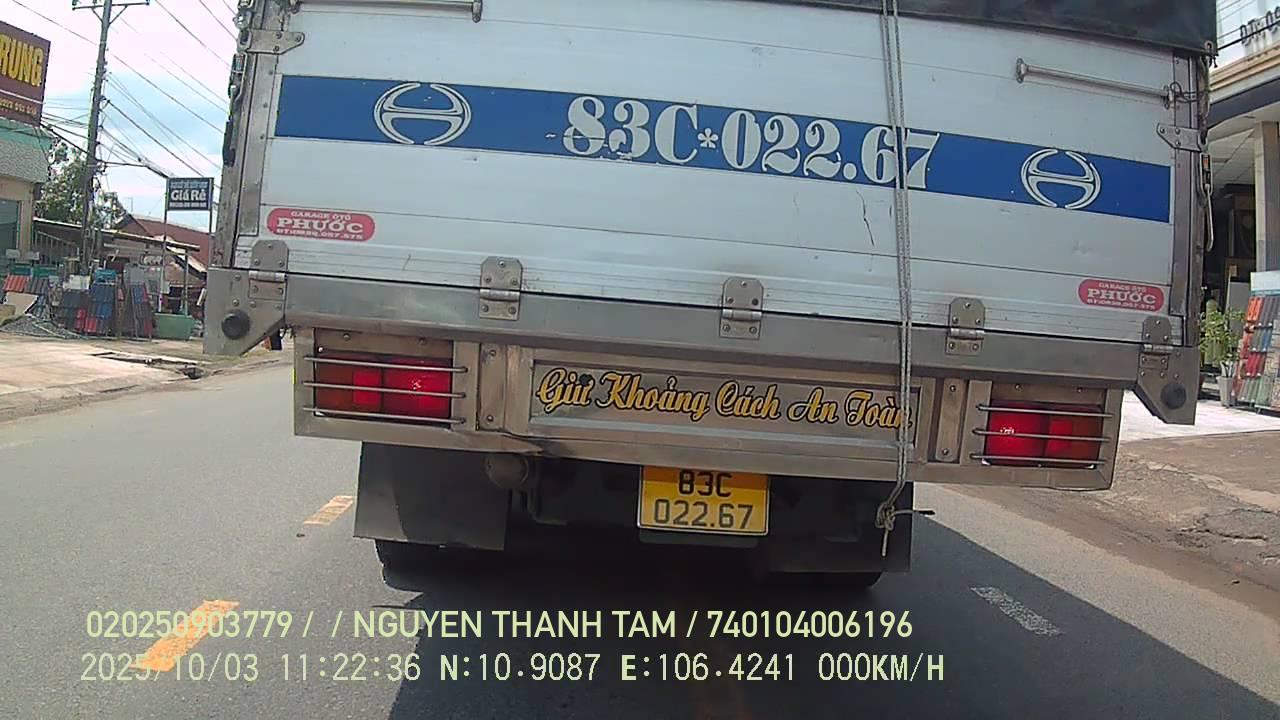 RUNG
Giá Rẻ
83C*022.67
GARAGE ÔTÔ
PHƯỚC
GARAGE ÔTÔ
PHƯỚC
Giữ Khoảng Cách An Toàn
83C
022.67
020250903779 / / NGUYEN THANH TAM / 740104006196
2025/10/03 11:22:36 N:10.9087 E:106.4241 000KM/H